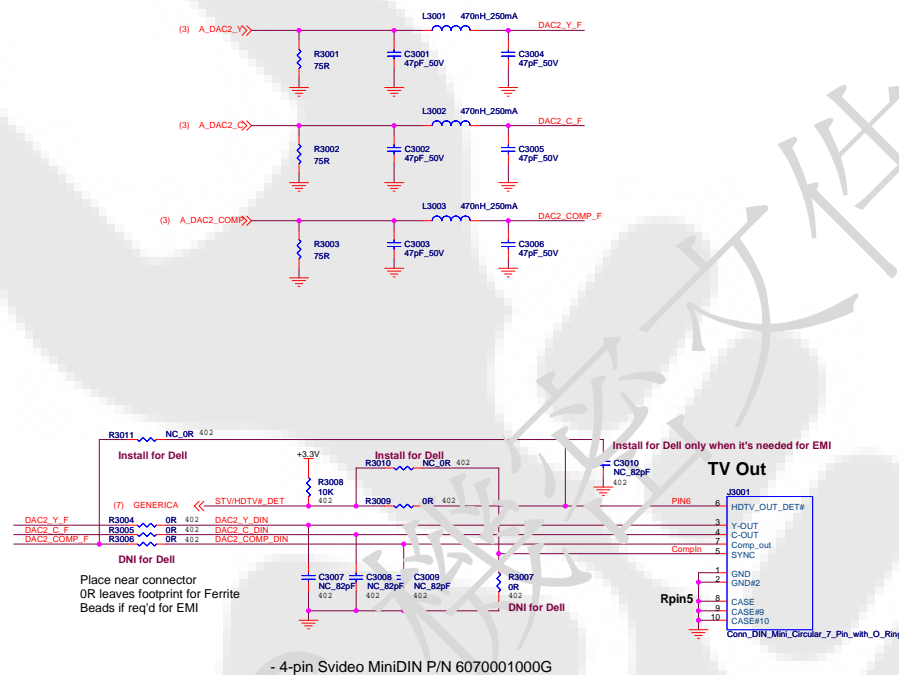 L3001 470nH_250mA
(3) A_DAC2_Y
DAC2_Y_F
R3001
75R
C3001
47pF_50V
C3004
47pF_50V
L3002 470nH_250mA
(3) A_DAC2_C
DAC2_C_F
R3002
75R
C3002
47pF_50V
C3005
47pF_50V
L3003 470nH_250mA
(3) A_DAC2_COMP
DAC2_COMP_F
R3003
75R
C3003
47pF_50V
C3006
47pF_50V
R3011 NC_0R 402
Install for Dell
+3.3V
Install for Dell
R3010 NC_0R 402
Install for Dell only when it's needed for EMI
C3010
NC_82pF
402
TV Out
R3008
10K
402
J3001
(7) GENERICA
STV/HDTV#_DET
R3009 0R 402
PIN6
6 HDTV_OUT_DET#
DAC2_Y_F R3004 0R 402 DAC2_Y_DIN
3 Y-OUT
DAC2_C_F R3005 0R 402 DAC2_C_DIN
4 C-OUT
DAC2_COMP_F R3006 0R 402 DAC2_COMP_DIN
7 Comp_out
CompIn
5 SYNC
DNI for Dell
Place near connector
0R leaves footprint for Ferrite
Beads if req'd for EMI
C3007
NC_82pF
402
C3008
NC_82pF
402
C3009
NC_82pF
402
R3007
0R
402
DNI for Dell
Rpin5
1 GND
2 GND#2
8 CASE
9 CASE#9
10 CASE#10
Conn_DIN_Mini_Circular_7_Pin_with_O_Ring
- 4-pin Svideo MiniDIN P/N 6070001000G
机密文件